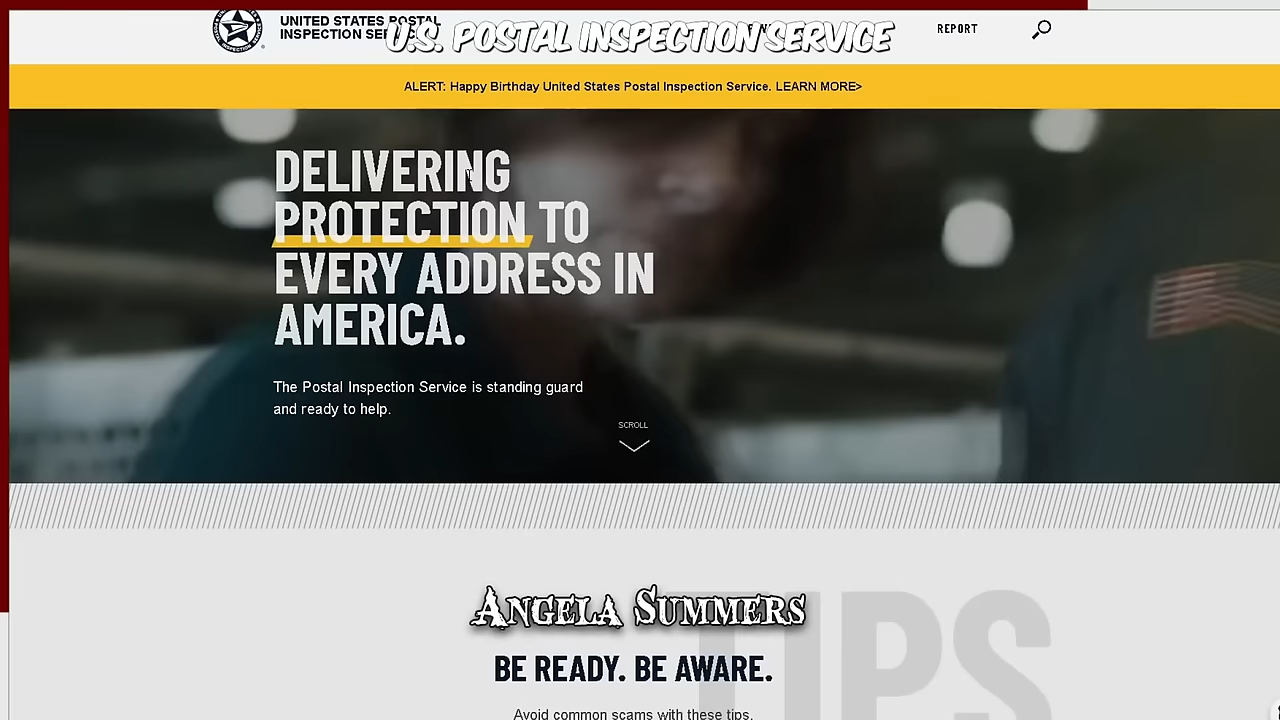 UNITED STATES POSTAL
INSPECTION
U.S. POSTAL INSPECTION SERVICE
REPORT
ALERT: Happy Birthday United States Postal Inspection Service. LEARN MORE>
DELIVERING
PROTECTION TO
EVERY ADDRESS IN
AMERICA.
The Postal Inspection Service is standing guard
and ready to help.
SCROLL
TIPS
ANGELA SUMMERS
BE READY. BE AWARE.
Avoid common scams with these tips.